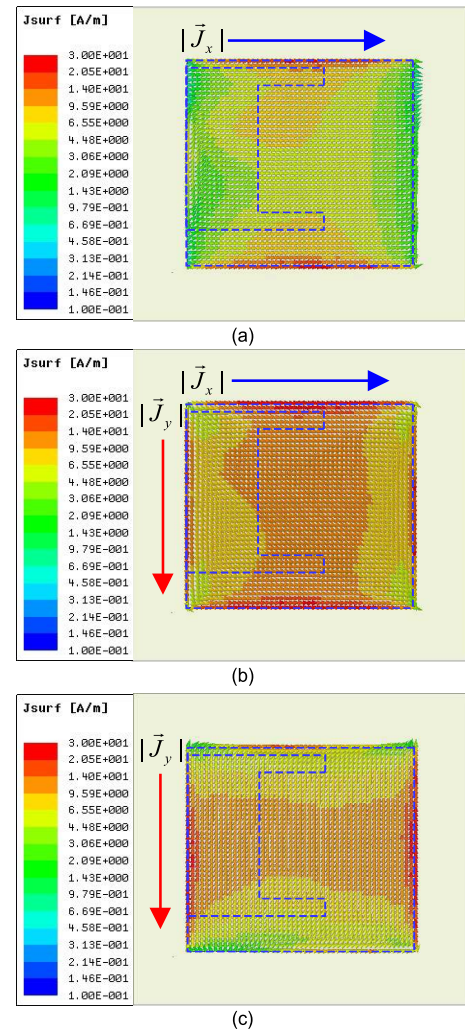 Jsurf [A/m]
3.00E+001
2.05E+001
1.40E+001
9.59E+000
6.55E+000
4.48E+000
3.06E+000
2.09E+000
1.43E+000
9.79E-001
6.69E-001
4.58E-001
3.13E-001
2.14E-001
1.46E-001
1.00E-001
|J⃗x|
(a)
Jsurf [A/m]
3.00E+001
2.05E+001
1.40E+001
9.59E+000
6.55E+000
4.48E+000
3.06E+000
2.09E+000
1.43E+000
9.79E-001
6.69E-001
4.58E-001
3.13E-001
2.14E-001
1.46E-001
1.00E-001
|J⃗x|
|J⃗y|
(b)
Jsurf [A/m]
3.00E+001
2.05E+001
1.40E+001
9.59E+000
6.55E+000
4.48E+000
3.06E+000
2.09E+000
1.43E+000
9.79E-001
6.69E-001
4.58E-001
3.13E-001
2.14E-001
1.46E-001
1.00E-001
|J⃗y|
(c)